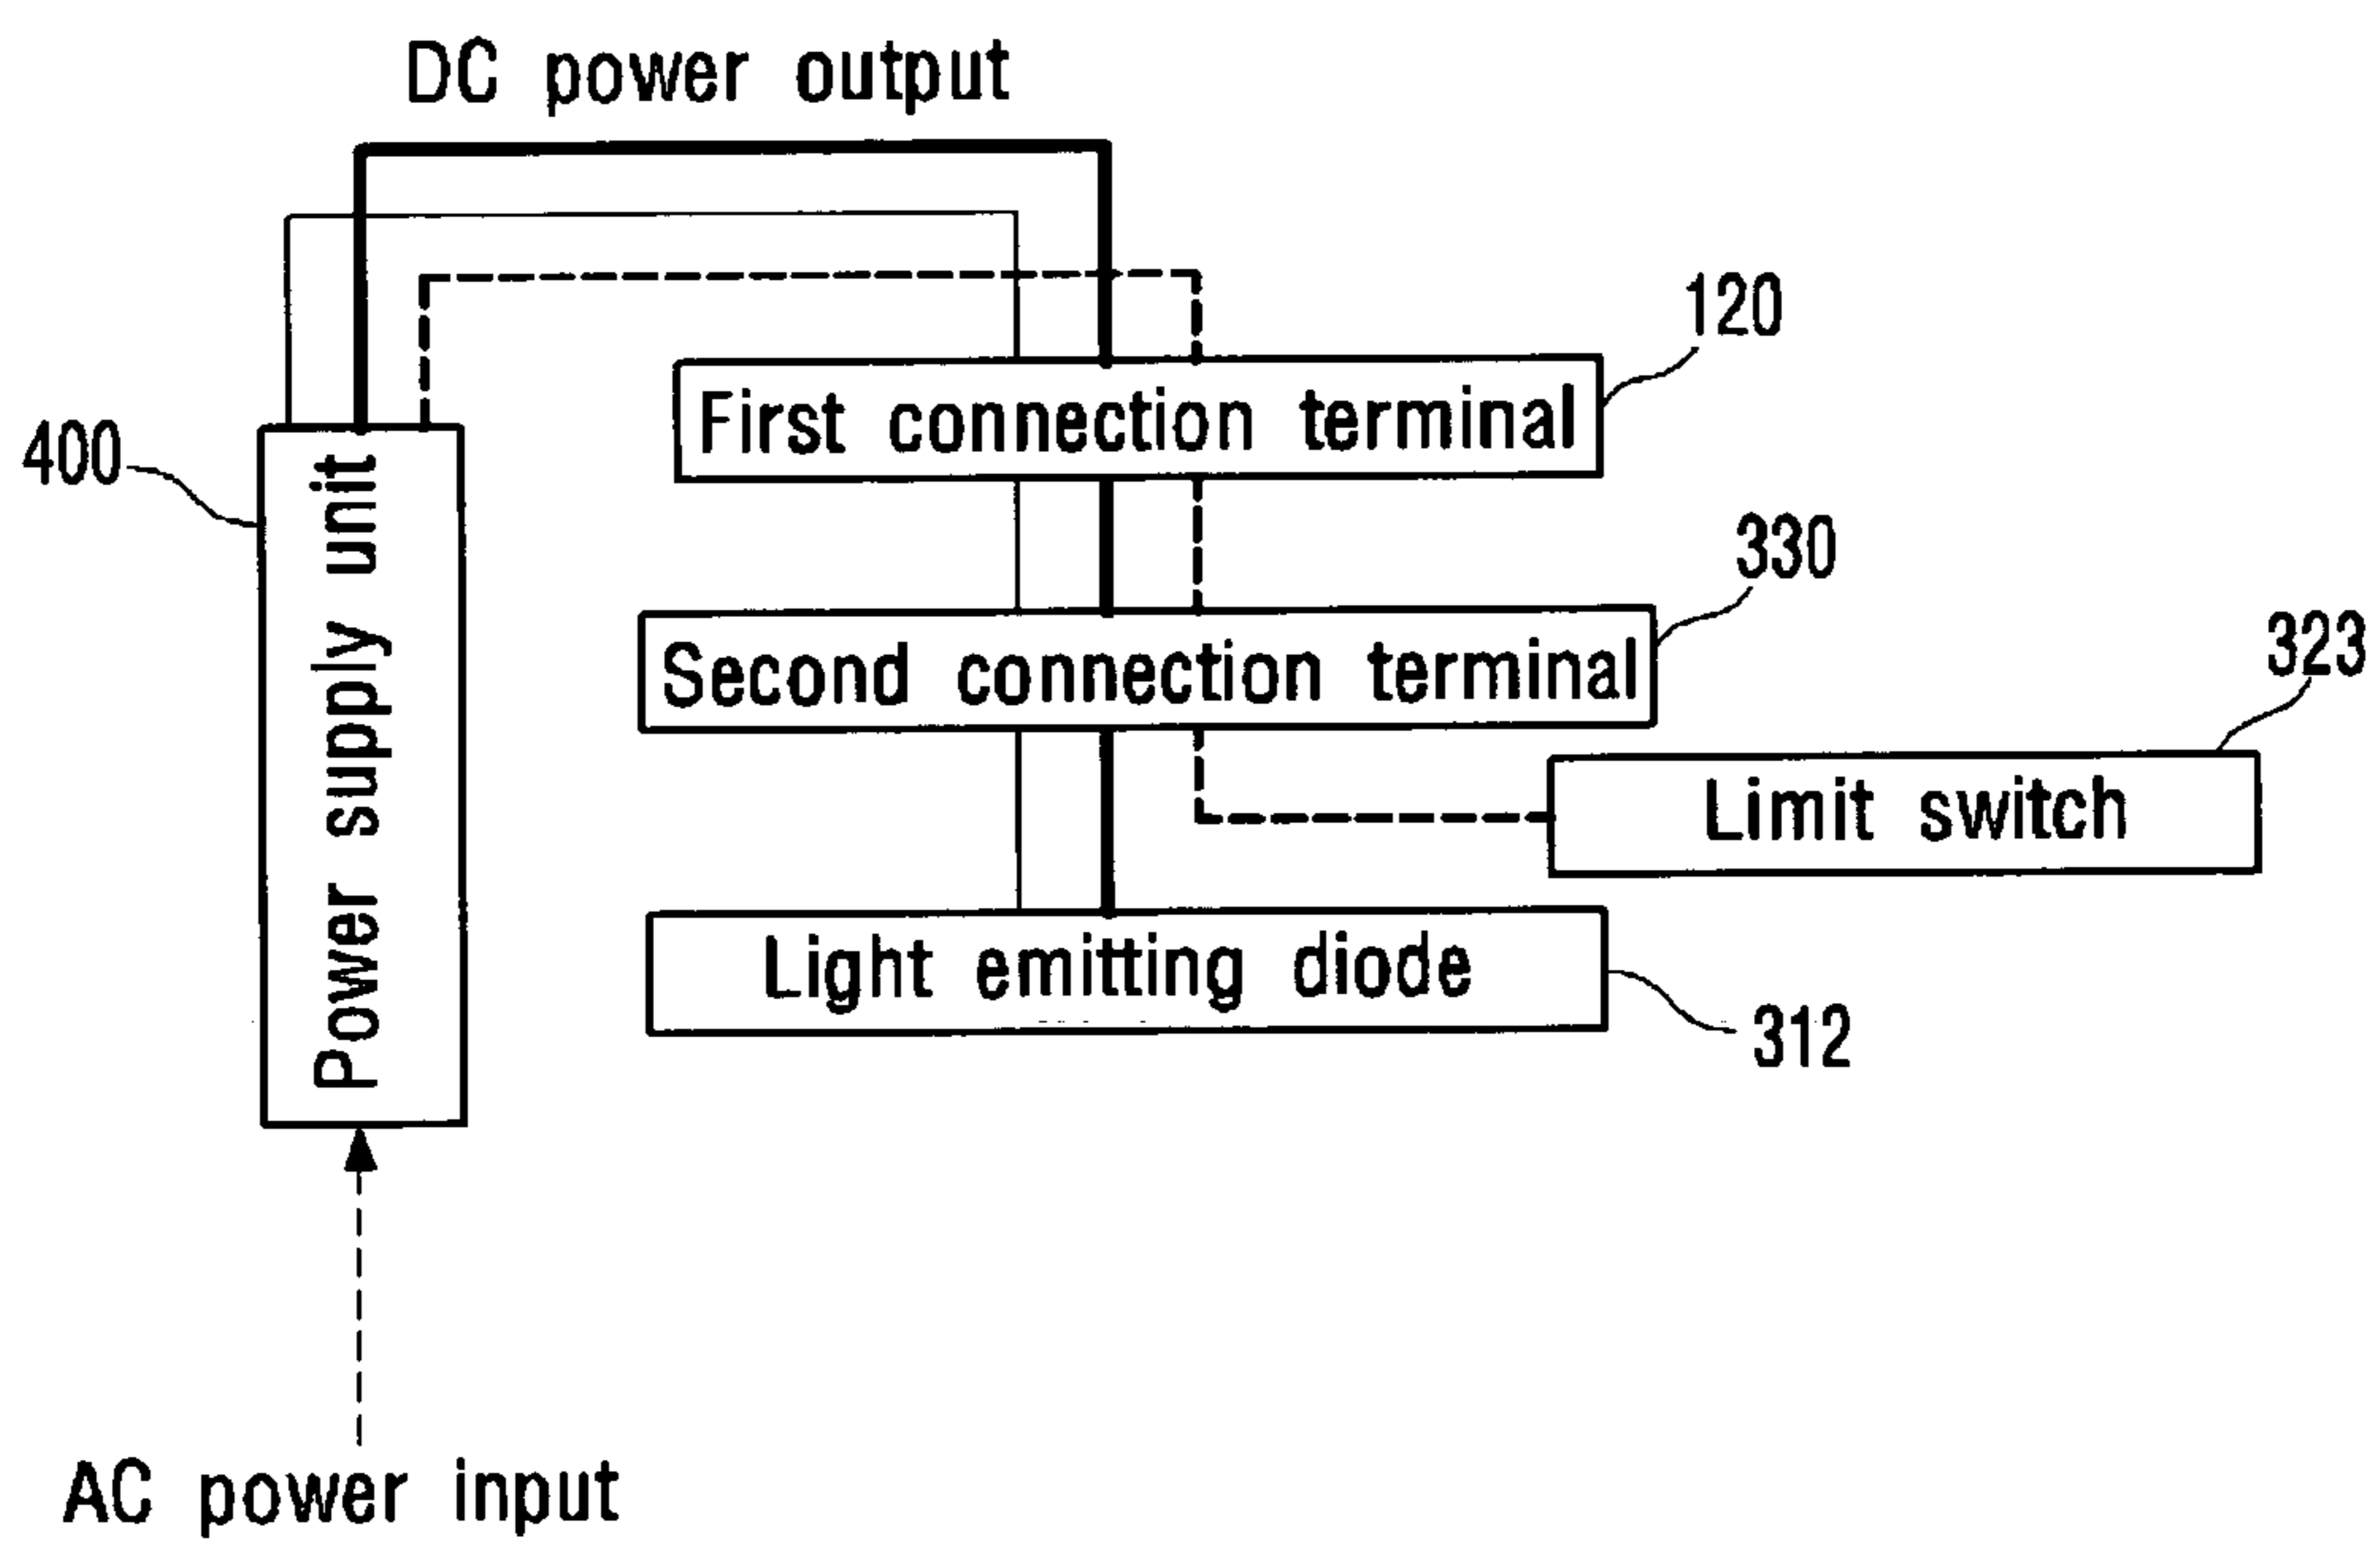 DC power output
120
First connection terminal
400
330
Second connection terminal
323
Limit switch
Power supply unit
Light emitting diode
312
AC power input